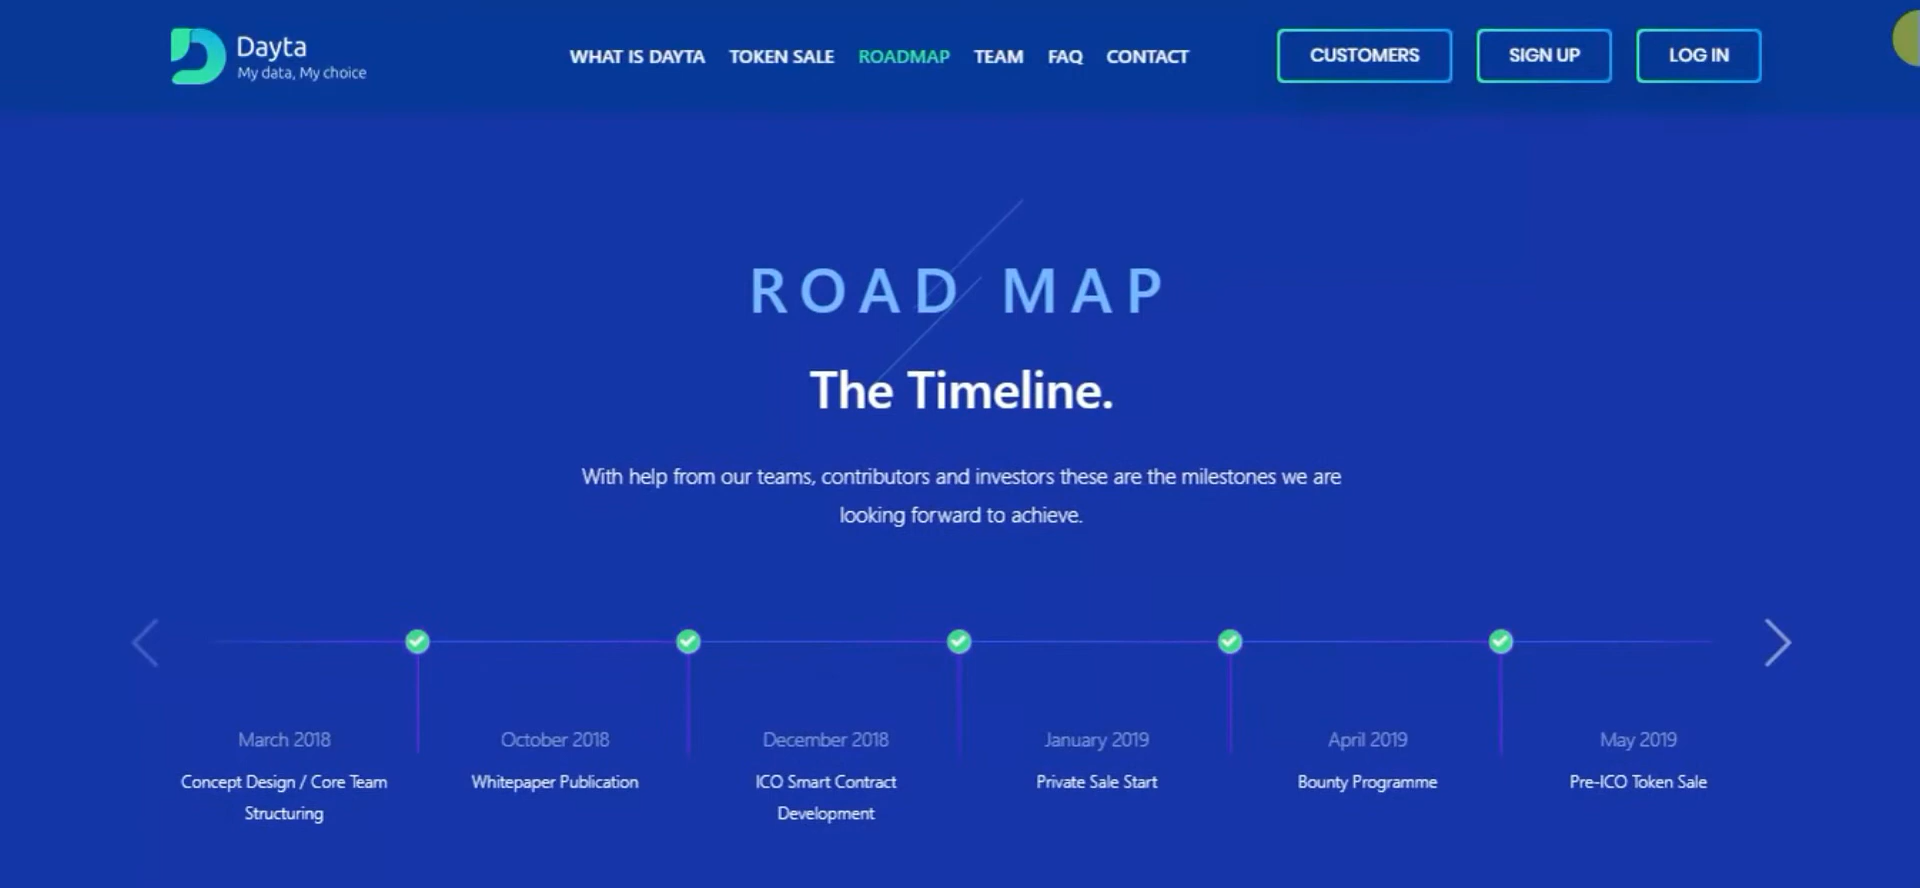 Dayta
My data, My choice
WHAT IS DAYTA TOKEN SALE ROADMAP TEAM FAQ CONTACT
CUSTOMERS SIGN UP LOG IN
ROAD MAP
The Timeline.
With help from our teams, contributors and investors these are the milestones we are
looking forward to achieve.
March 2018
Concept Design / Core Team
Structuring
October 2018
Whitepaper Publication
December 2018
ICO Smart Contract
Development
January 2019
Private Sale Start
April 2019
Bounty Programme
May 2019
Pre-ICO Token Sale